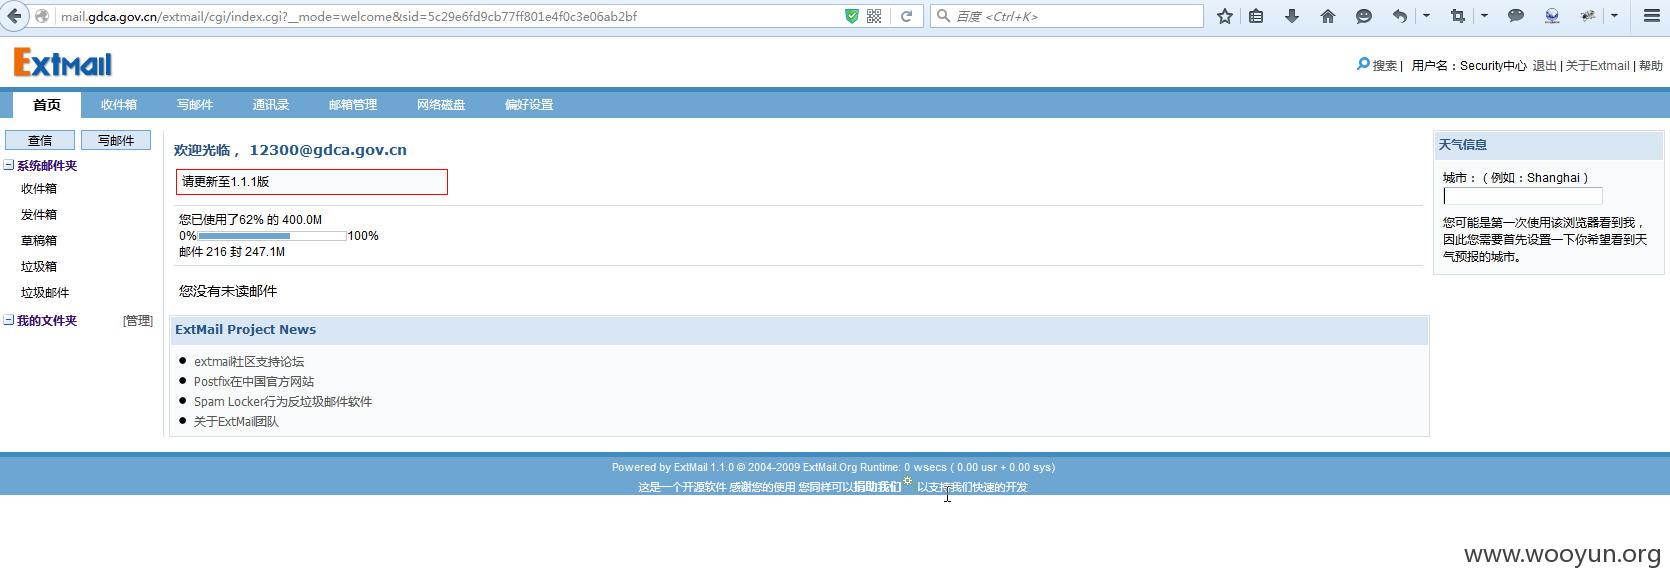 mail.gdca.gov.cn/extmail/cgi/index.cgi?__mode=welcome&sid=5c29e6fd9cb77ff801e4f0c3e06ab2bf
百度 <Ctrl+K>
ExtMail
搜索 | 用户名：Security中心 退出 | 关于Extmail | 帮助
首页 收件箱 写邮件 通讯录 邮箱管理 网络磁盘 偏好设置
查信 写邮件
系统邮件夹
收件箱
发件箱
草稿箱
垃圾箱
垃圾邮件
我的文件夹 [管理]
欢迎光临， 12300@gdca.gov.cn
请更新至1.1.1版
您已使用了62% 的 400.0M
0% 100%
邮件 216 封 247.1M
您没有未读邮件
ExtMail Project News
extmail社区支持论坛
Postfix在中国官方网站
Spam Locker行为反垃圾邮件软件
关于ExtMail团队
天气信息
城市：（例如：Shanghai）
您可能是第一次使用该浏览器看到我，
因此您需要首先设置一下你希望看到天
气预报的城市。
Powered by ExtMail 1.1.0 © 2004-2009 ExtMail.Org Runtime: 0 wsecs ( 0.00 usr + 0.00 sys)
这是一个开源软件 感谢您的使用 您同样可以捐助我们 以支持我们快速的开发
www.wooyun.org